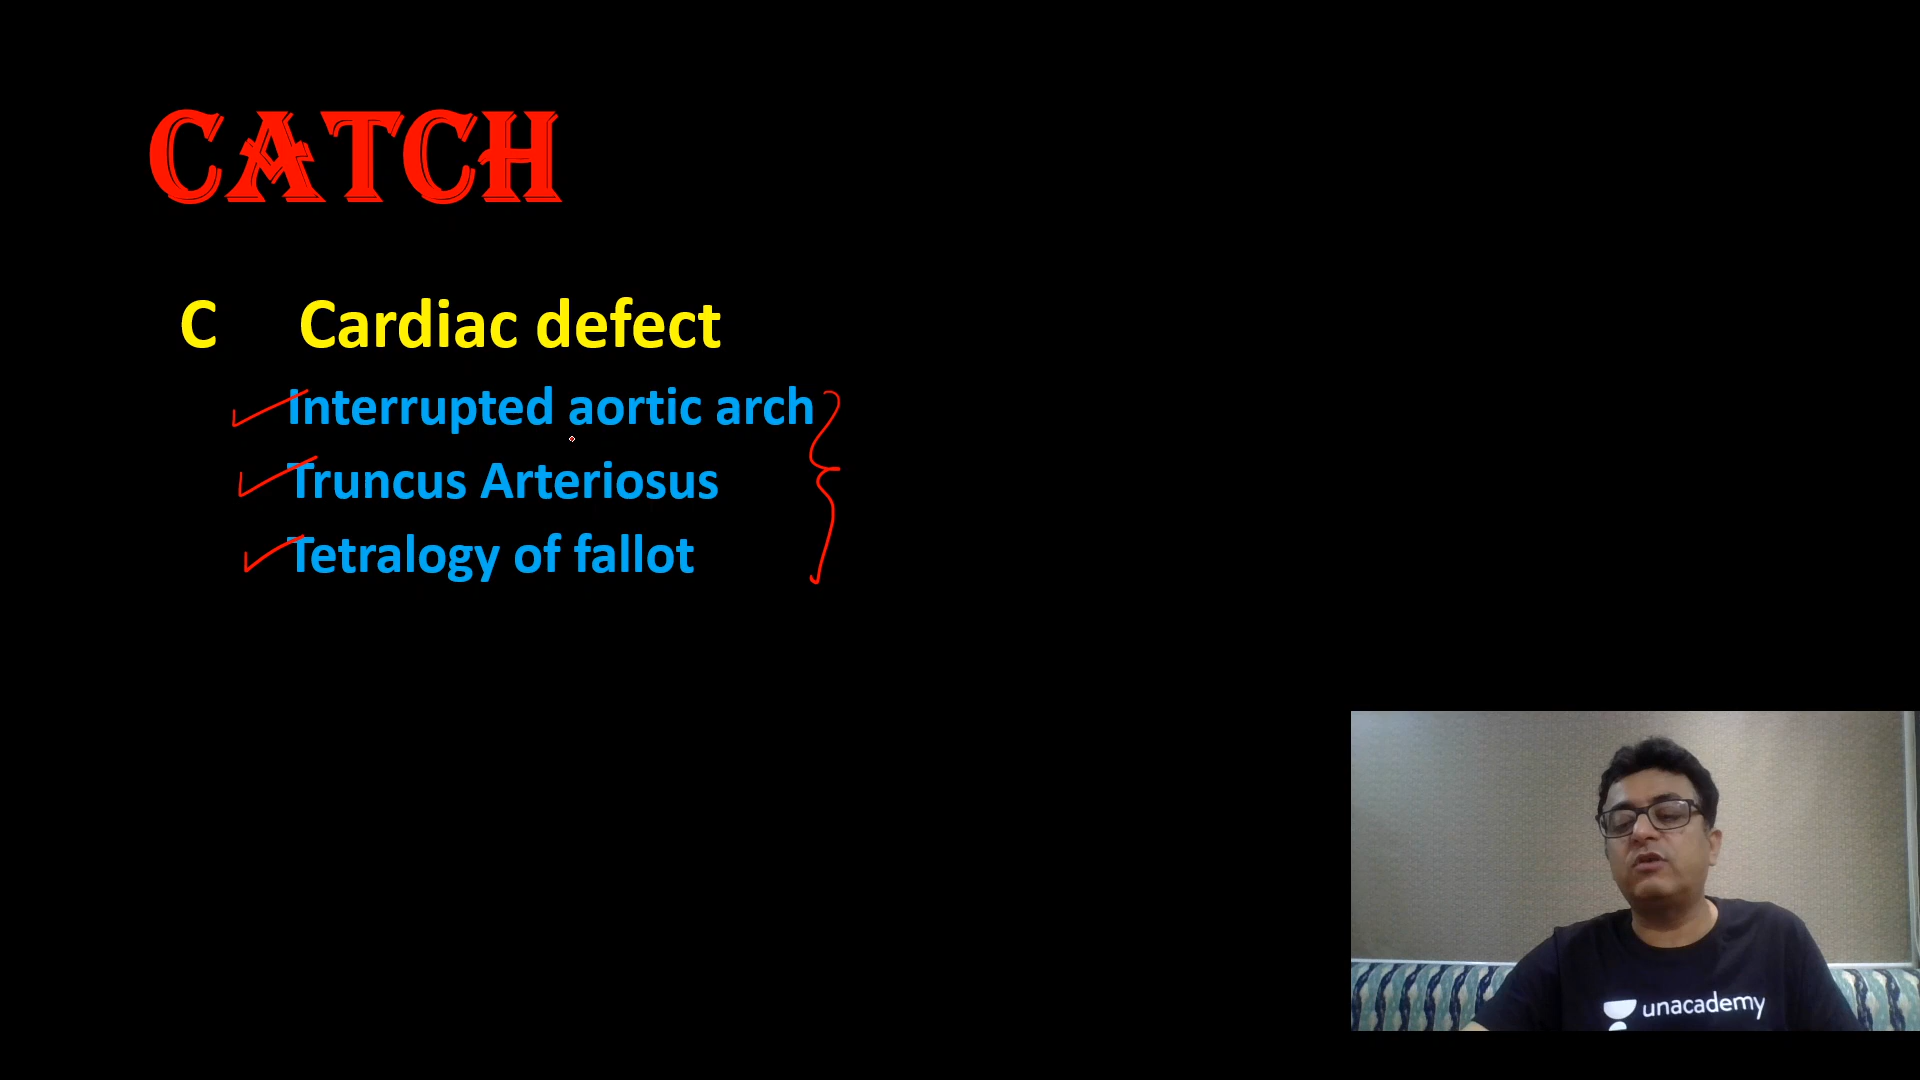 CATCH
C Cardiac defect
Interrupted aortic arch
Truncus Arteriosus
Tetralogy of fallot
unacademy